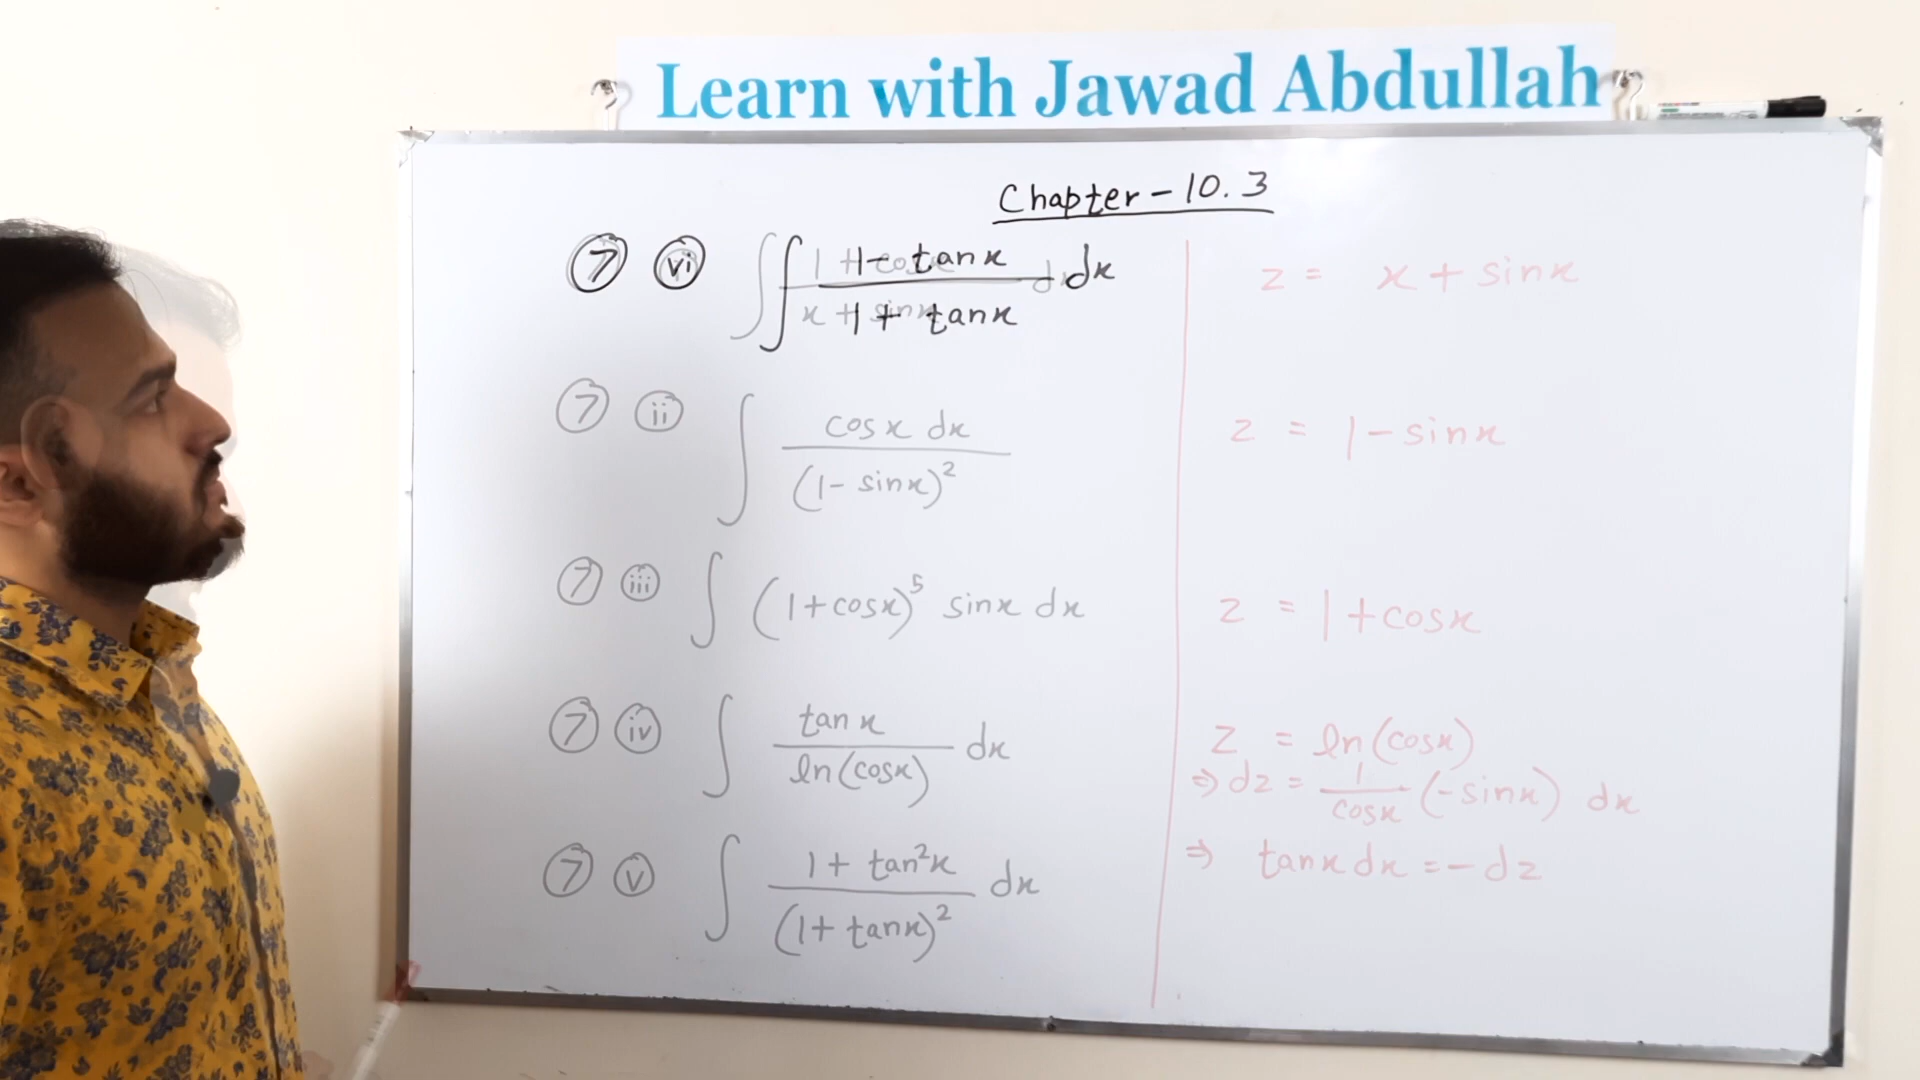 Learn with Jawad Abdullah
Chapter - 10.3
7 vi ∫ (1 - tanx)/(1 + tanx) dx
z = x + sinx
7 ii ∫ cosx dx/(1 - sinx)²
z = 1 - sinx
7 iii ∫ (1+cosx)⁵ sinx dx
z = 1 + cosx
7 iv ∫ tanx/ln(cosx) dx
z = ln(cosx)
⇒ dz = 1/cosx (-sinx) dx
⇒ tanx dx = -dz
7 v ∫ (1 + tan²x)/(1 + tanx)² dx